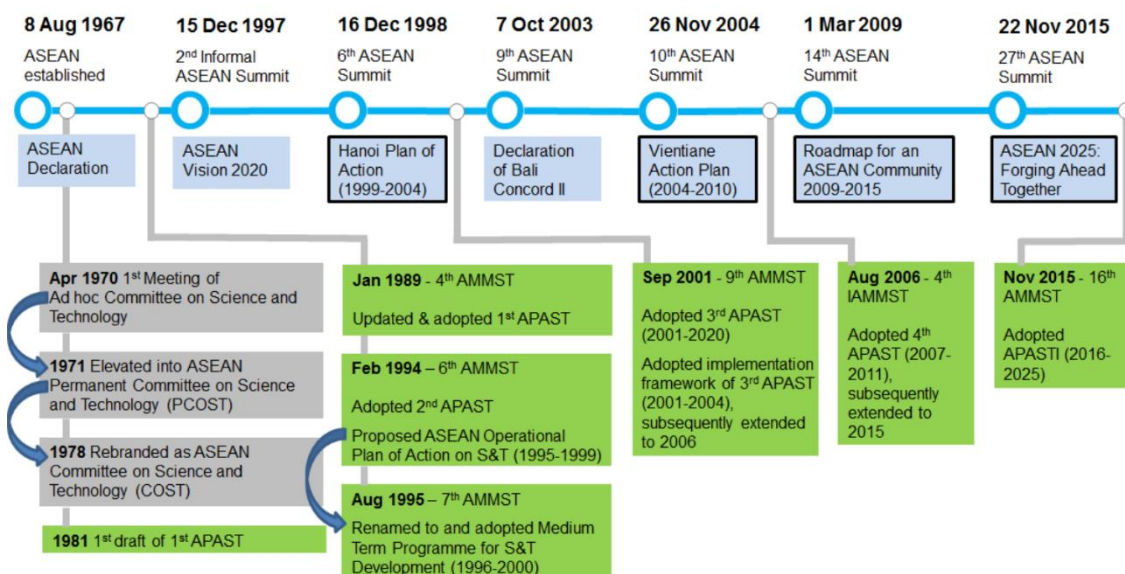 8 Aug 1967
ASEAN
established
15 Dec 1997
2nd Informal
ASEAN Summit
16 Dec 1998
6th ASEAN
Summit
7 Oct 2003
9th ASEAN
Summit
26 Nov 2004
10th ASEAN
Summit
1 Mar 2009
14th ASEAN
Summit
22 Nov 2015
27th ASEAN
Summit
ASEAN
Declaration
ASEAN
Vision 2020
Hanoi Plan of
Action
(1999-2004)
Declaration
of Bali
Concord II
Vientiane
Action Plan
(2004-2010)
Roadmap for an
ASEAN Community
2009-2015
ASEAN 2025:
Forging Ahead
Together
Apr 1970 1st Meeting of
Ad hoc Committee on Science and
Technology
1971 Elevated into ASEAN
Permanent Committee on Science
and Technology (PCOST)
1978 Rebranded as ASEAN
Committee on Science and
Technology (COST)
1981 1st draft of 1st APAST
Jan 1989 - 4th AMMST
Updated & adopted 1st APAST
Feb 1994 – 6th AMMST
Adopted 2nd APAST
Proposed ASEAN Operational
Plan of Action on S&T (1995-1999)
Aug 1995 – 7th AMMST
Renamed to and adopted Medium
Term Programme for S&T
Development (1996-2000)
Sep 2001 - 9th AMMST
Adopted 3rd APAST
(2001-2020)
Adopted implementation
framework of 3rd APAST
(2001-2004),
subsequently extended
to 2006
Aug 2006 - 4th
IAMMST
Adopted 4th
APAST (2007-
2011),
subsequently
extended to
2015
Nov 2015 - 16th
AMMST
Adopted
APASTI (2016-
2025)